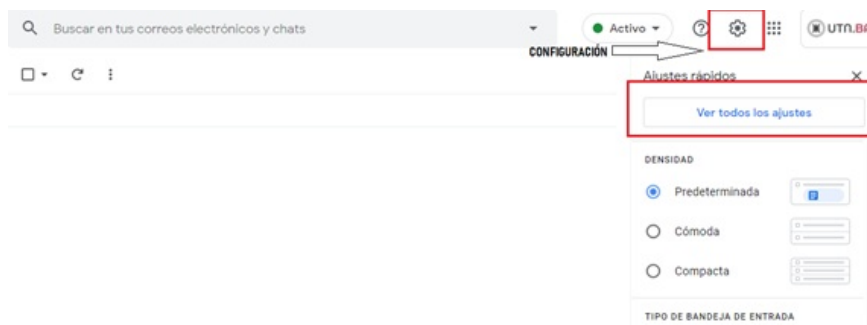 Buscar en tus correos electrónicos y chats
Activo
UTN.BA
CONFIGURACIÓN
Ajustes rápidos
Ver todos los ajustes
DENSIDAD
Predeterminada
Cómoda
Compacta
TIPO DE BANDEJA DE ENTRADA